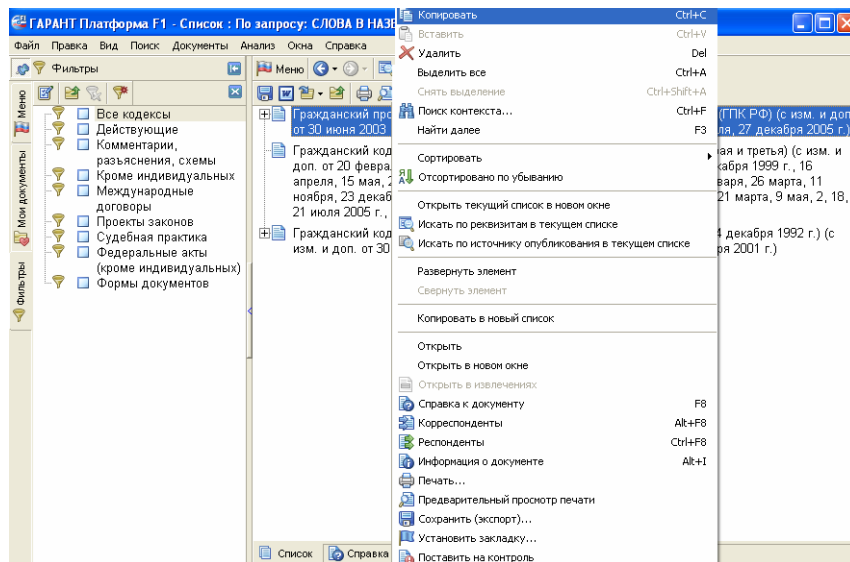 ГАРАНТ Платформа F1 - Список : По запросу: СЛОВА В НАЗВ
Файл Правка Вид Поиск Документы Анализ Окна Справка
Фильтры
Меню
Меню
Мои документы
Фильтры
Все кодексы
Действующие
Комментарии,
разъяснения, схемы
Кроме индивидуальных
Международные
договоры
Проекты законов
Судебная практика
Федеральные акты
(кроме индивидуальных)
Формы документов
Гражданский про (ГПК РФ) (с изм. и доп
от 30 июня 2003 ля, 27 декабря 2005 г.)
Гражданский код ая и третья) (с изм. и
доп. от 20 февра кабря 1999 г., 16
апреля, 15 мая, 2 варя, 26 марта, 11
ноября, 23 декаб 21 марта, 9 мая, 2, 18,
21 июля 2005 г.,
Гражданский код 4 декабря 1992 г.) (с
изм. и доп. от 30 ря 2001 г.)
Копировать Ctrl+C
Вставить Ctrl+V
Удалить Del
Выделить все Ctrl+A
Снять выделение Ctrl+Shift+A
Поиск контекста... Ctrl+F
Найти далее F3
Сортировать
Отсортировано по убыванию
Открыть текущий список в новом окне
Искать по реквизитам в текущем списке
Искать по источнику опубликования в текущем списке
Развернуть элемент
Свернуть элемент
Копировать в новый список
Открыть
Открыть в новом окне
Открыть в извлечениях
Справка к документу F8
Корреспонденты Alt+F8
Респонденты Ctrl+F8
Информация о документе Alt+I
Печать...
Предварительный просмотр печати
Сохранить (экспорт)...
Установить закладку...
Поставить на контроль
Список Справка